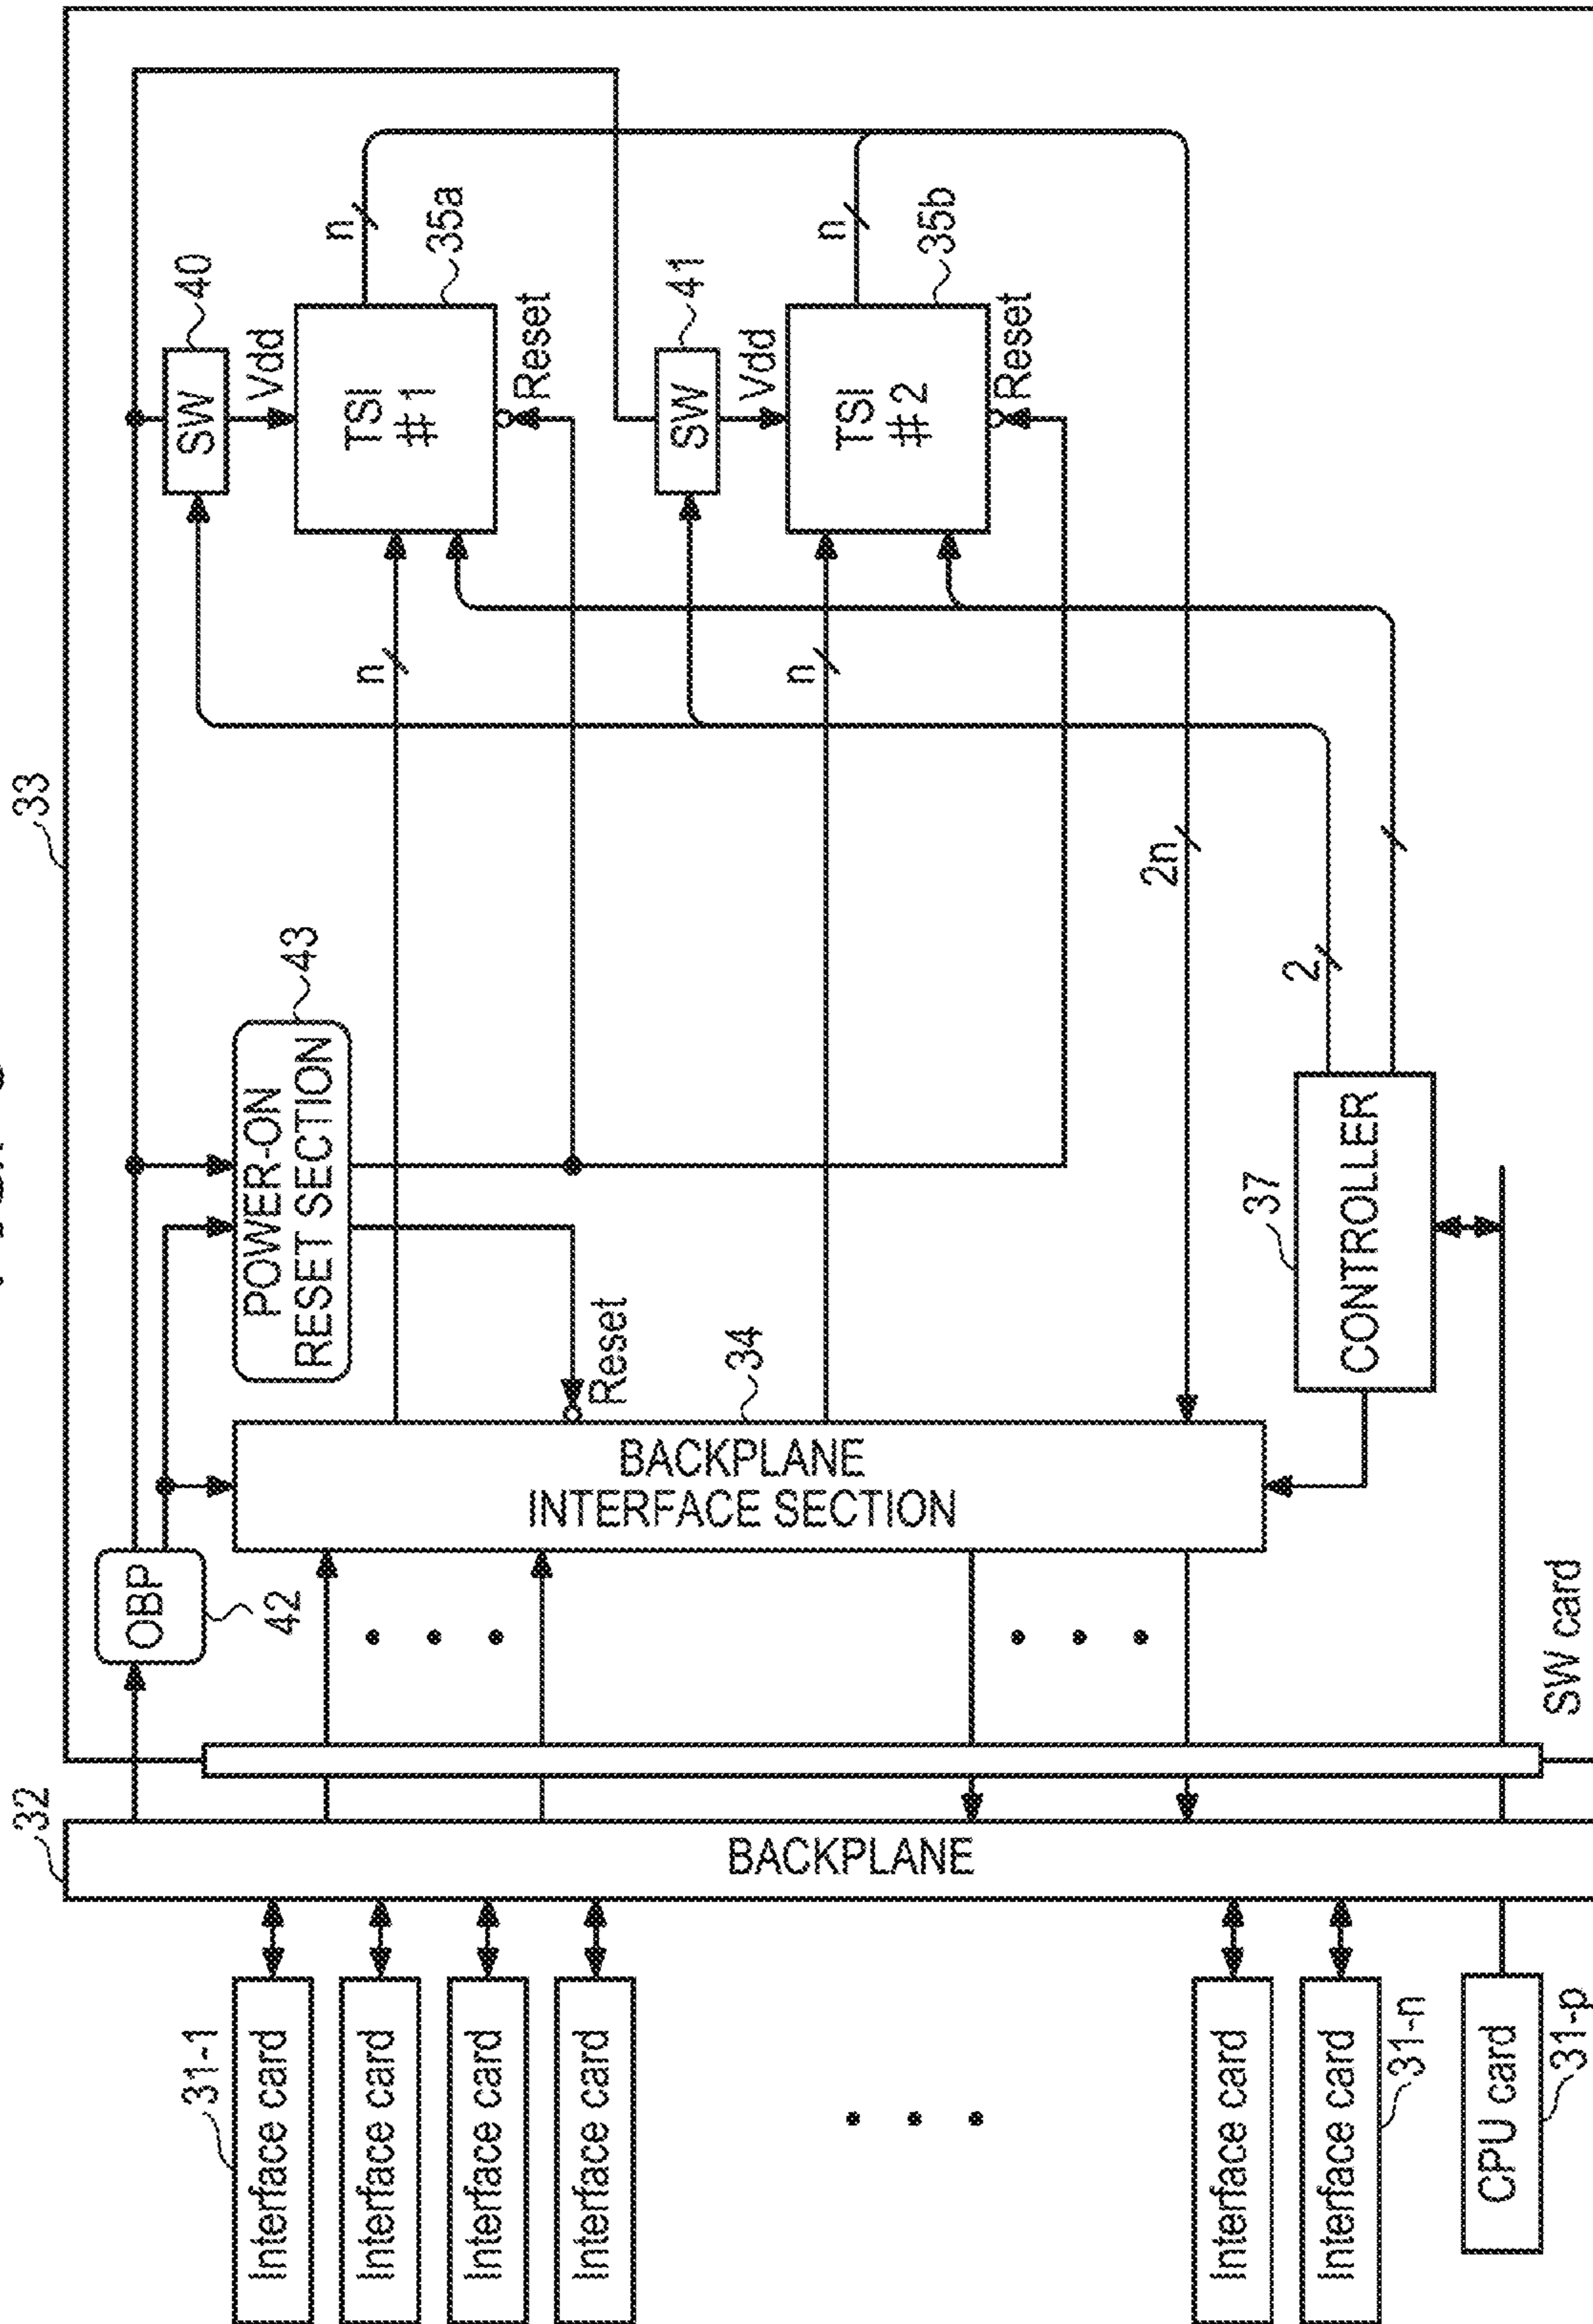 33
32
42
OBP
POWER-ON
RESET SECTION
43
SW
40
Vdd
TSI
#1
35a
Reset
n
n
SW
41
Vdd
TSI
#2
35b
Reset
n
n
2n
2
Reset
34
BACKPLANE
INTERFACE SECTION
37
CONTROLLER
SW card
BACKPLANE
31-1
Interface card
Interface card
Interface card
Interface card
Interface card
Interface card
31-n
CPU card
31-p